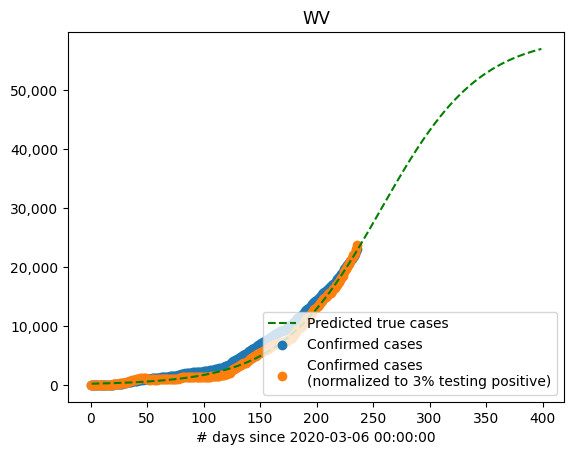 WV
50,000
40,000
30,000
20,000
10,000
0
Predicted true cases
Confirmed cases
Confirmed cases
(normalized to 3% testing positive)
0 50 100 150 200 250 300 350 400
# days since 2020-03-06 00:00:00